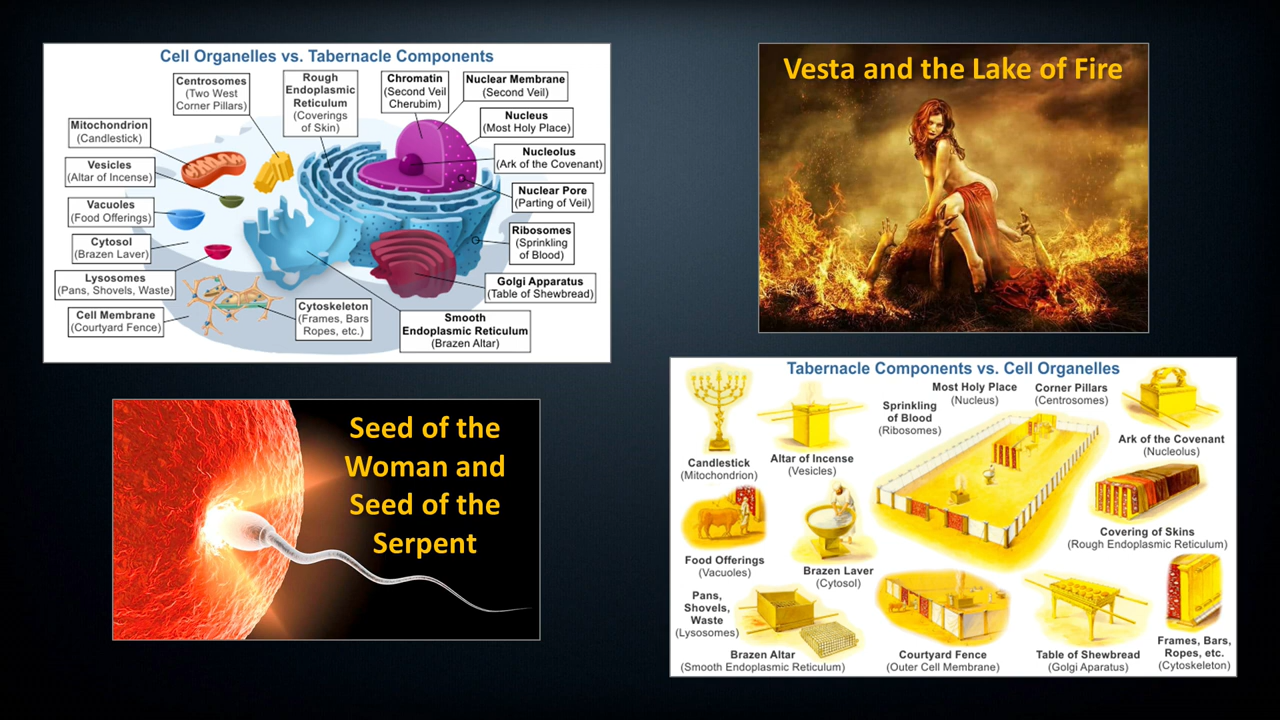 Cell Organelles vs. Tabernacle Components
Centrosomes
(Two West
Corner Pillars)
Rough
Endoplasmic
Reticulum
(Coverings
of Skin)
Chromatin
(Second Veil
Cherubim)
Nuclear Membrane
(Second Veil)
Nucleus
(Most Holy Place)
Mitochondrion
(Candlestick)
Nucleolus
(Ark of the Covenant)
Vesicles
(Altar of Incense)
Nuclear Pore
(Parting of Veil)
Vacuoles
(Food Offerings)
Ribosomes
(Sprinkling
of Blood)
Cytosol
(Brazen Laver)
Lysosomes
(Pans, Shovels, Waste)
Golgi Apparatus
(Table of Shewbread)
Cell Membrane
(Courtyard Fence)
Cytoskeleton
(Frames, Bars
Ropes, etc.)
Smooth
Endoplasmic Reticulum
(Brazen Altar)
Vesta and the Lake of Fire
Seed of the
Woman and
Seed of the
Serpent
Tabernacle Components vs. Cell Organelles
Most Holy Place
(Nucleus)
Corner Pillars
(Centrosomes)
Sprinkling
of Blood
(Ribosomes)
Ark of the Covenant
(Nucleolus)
Candlestick
(Mitochondrion)
Altar of Incense
(Vesicles)
Covering of Skins
(Rough Endoplasmic Reticulum)
Food Offerings
(Vacuoles)
Brazen Laver
(Cytosol)
Pans,
Shovels,
Waste
(Lysosomes)
Brazen Altar
(Smooth Endoplasmic Reticulum)
Courtyard Fence
(Outer Cell Membrane)
Table of Shewbread
(Golgi Aparatus)
Frames, Bars,
Ropes, etc.
(Cytoskeleton)